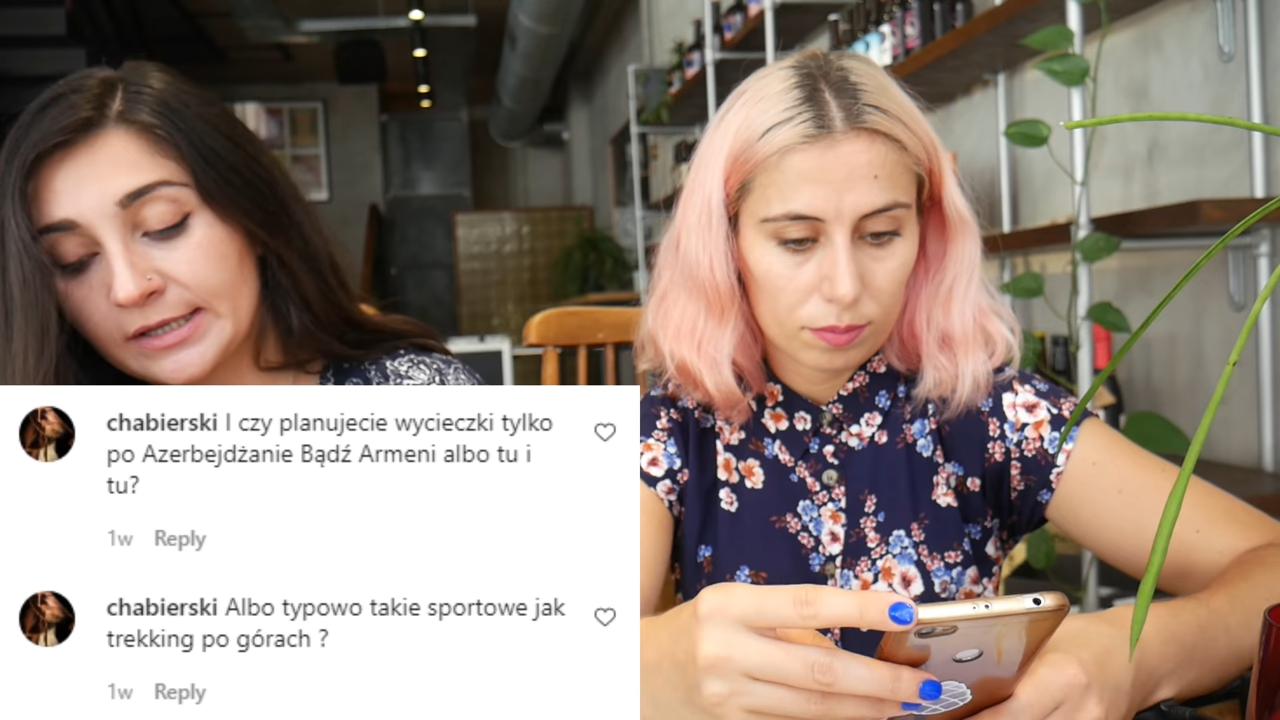 chabierski I czy planujecie wycieczki tylko
po Azerbejdżanie Bądź Armeni albo tu i
tu?
1w Reply
chabierski Albo typowo takie sportowe jak
trekking po górach ?
1w Reply